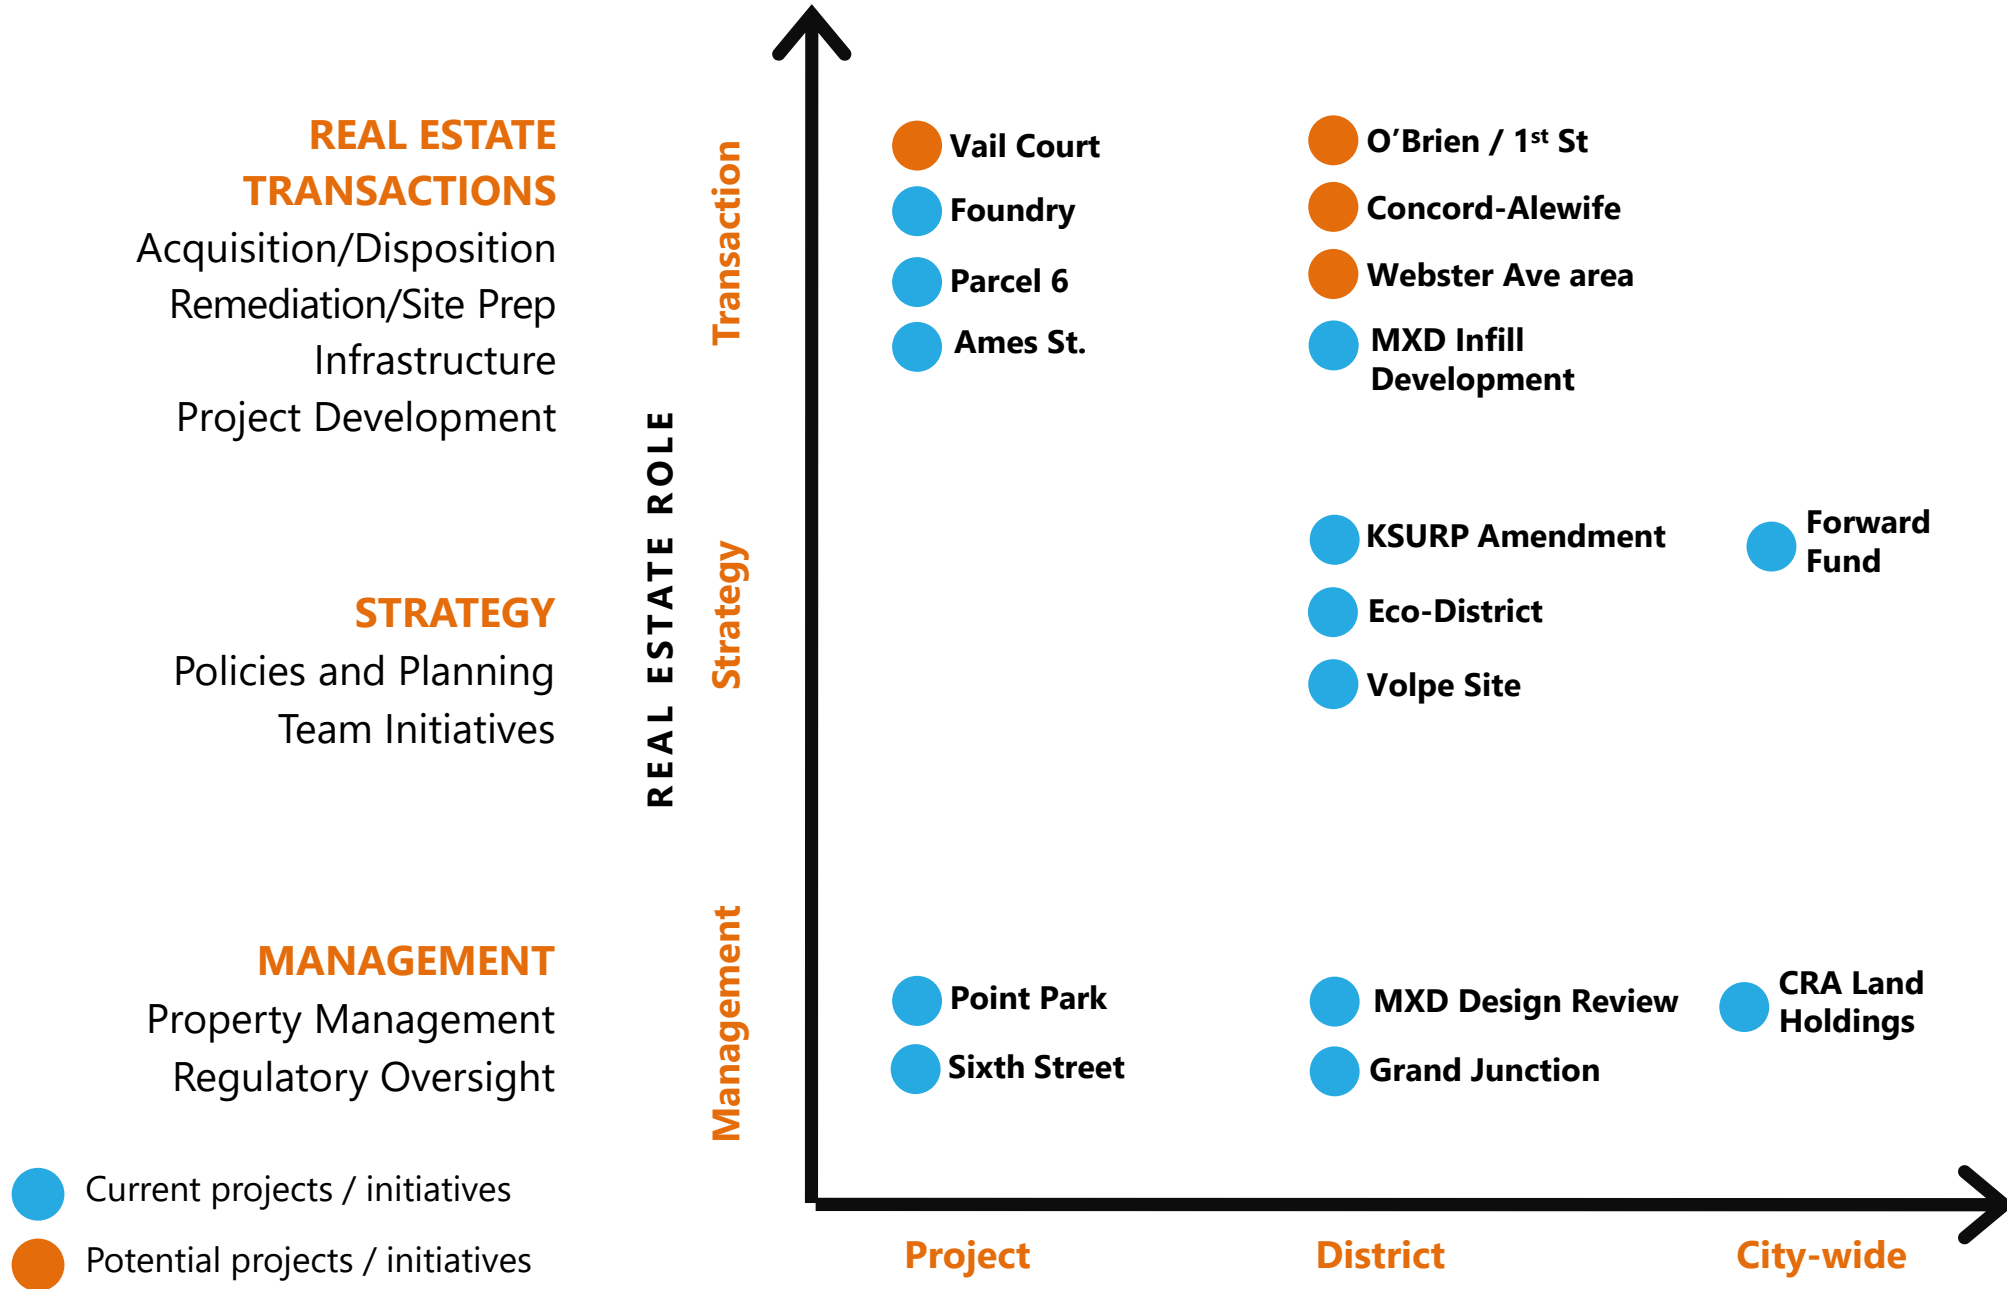 REAL ESTATE
TRANSACTIONS
Acquisition/Disposition
Remediation/Site Prep
Infrastructure
Project Development
STRATEGY
Policies and Planning
Team Initiatives
MANAGEMENT
Property Management
Regulatory Oversight
Current projects / initiatives
Potential projects / initiatives
REAL ESTATE ROLE
Transaction
Strategy
Management
Vail Court
Foundry
Parcel 6
Ames St.
O’Brien / 1st St
Concord-Alewife
Webster Ave area
MXD Infill
Development
KSURP Amendment
Eco-District
Volpe Site
Forward
Fund
Point Park
Sixth Street
MXD Design Review
Grand Junction
CRA Land
Holdings
Project
District
City-wide